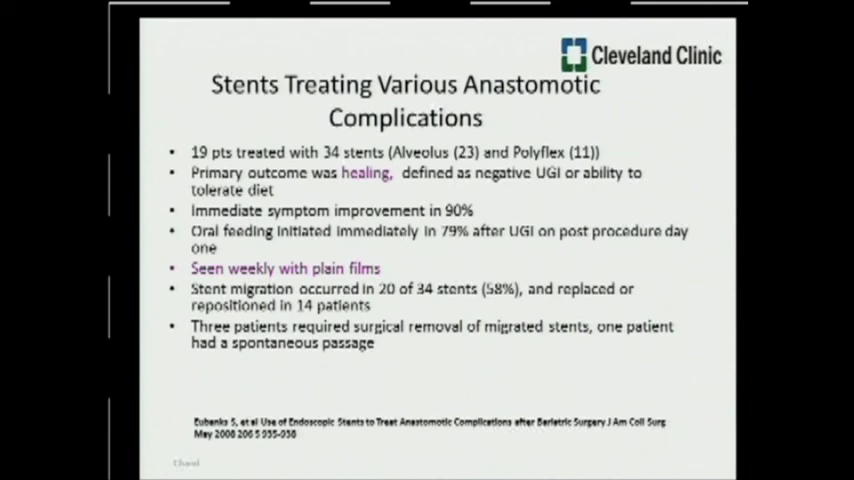 Cleveland Clinic
Stents Treating Various Anastomotic
Complications
• 19 pts treated with 34 stents (Alveolus (23) and Polyflex (11))
• Primary outcome was healing, defined as negative UGI or ability to
tolerate diet
• Immediate symptom improvement in 90%
• Oral feeding initiated immediately in 79% after UGI on post procedure day
one
• Seen weekly with plain films
• Stent migration occurred in 20 of 34 stents (58%), and replaced or
repositioned in 14 patients
• Three patients required surgical removal of migrated stents, one patient
had a spontaneous passage
Eubanks S, et al Use of Endoscopic Stents to Treat Anastomotic Complications after Bariatric Surgery J Am Coll Surg
May 2008 206 5 935-938
Chand